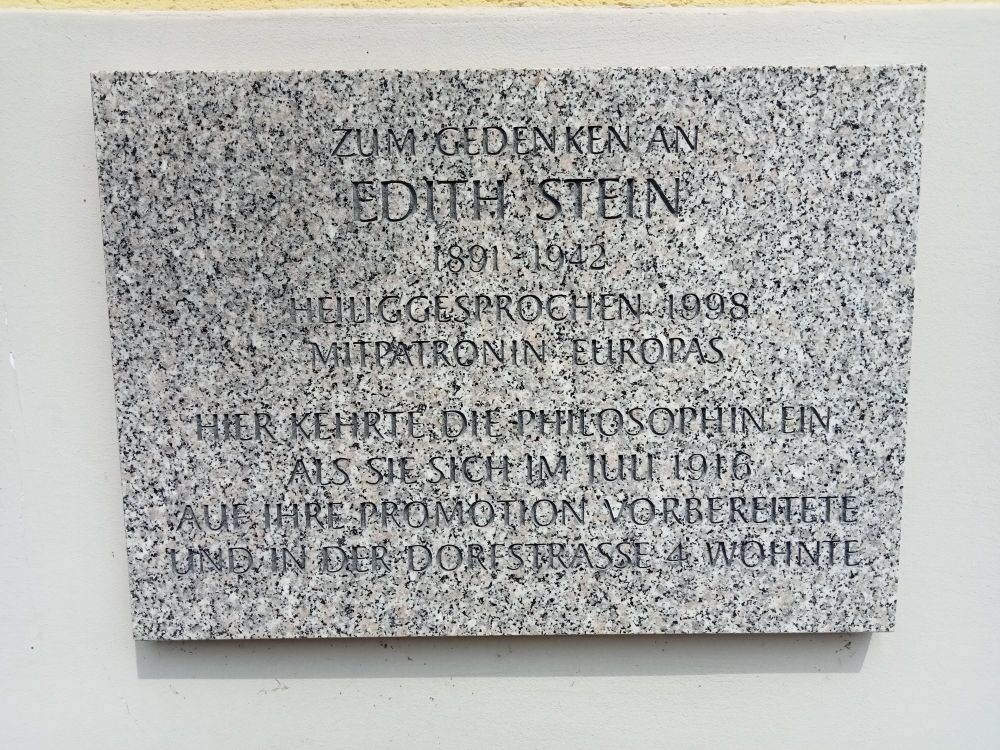 ZUM GEDENKEN AN
EDITH STEIN
1891 - 1942
HEILIGGESPROCHEN 1998
MITPATRONIN EUROPAS
HIER KEHRTE DIE PHILOSOPHIN EIN,
ALS SIE SICH IM JULI 1916
AUF IHRE PROMOTION VORBEREITETE
UND IN DER DORFSTRASSE 4 WOHNTE